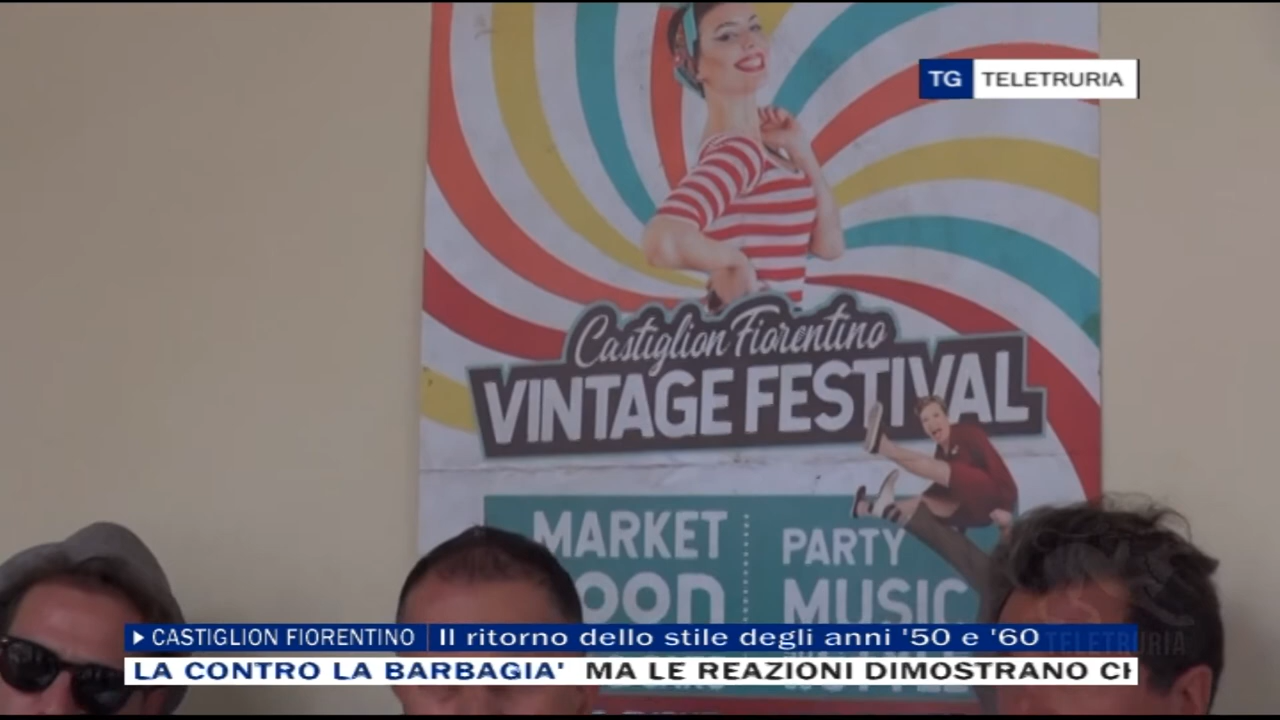 TG TELETRURIA
Castiglion Fiorentino
VINTAGE FESTIVAL
MARKET
PARTY
MUSIC
CASTIGLION FIORENTINO Il ritorno dello stile degli anni '50 e '60
TELETRURIA
LA CONTRO LA BARBAGIA' MA LE REAZIONI DIMOSTRANO CH